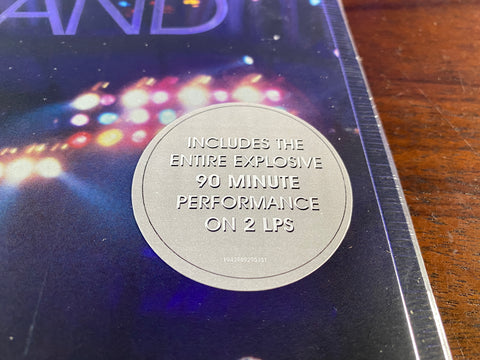 AND
INCLUDES THE
ENTIRE EXPLOSIVE
90 MINUTE
PERFORMANCE
ON 2 LPS